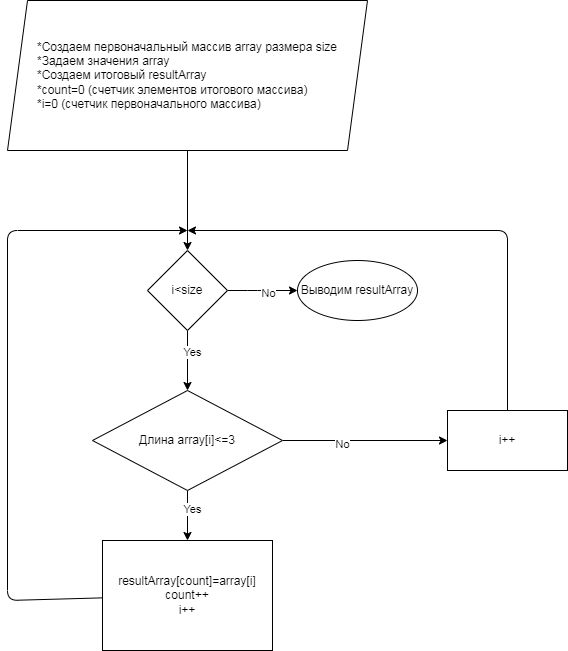 *Создаем первоначальный массив array размера size
*Задаем значения array
*Создаем итоговый resultArray
*count=0 (счетчик элементов итогового массива)
*i=0 (счетчик первоначального массива)
i<size
No
Выводим resultArray
Yes
Длина array[i]<=3
No
i++
Yes
resultArray[count]=array[i]
count++
i++